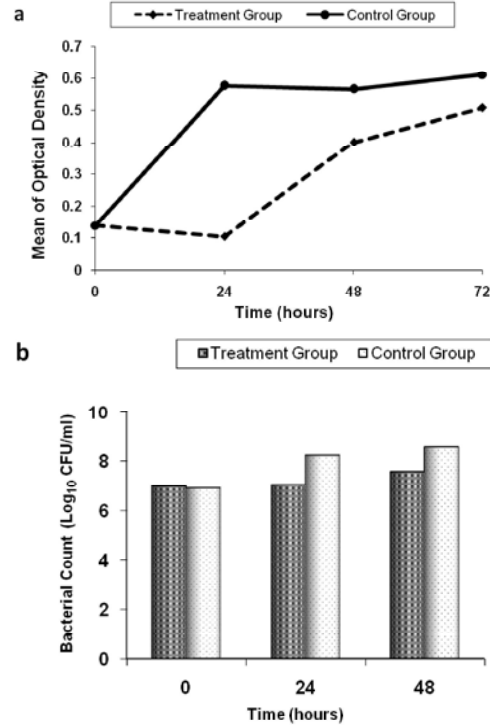 a
Treatment Group Control Group
Mean of Optical Density
0.7
0.6
0.5
0.4
0.3
0.2
0.1
0
0 24 48 72
Time (hours)
b
Treatment Group Control Group
Bacterial Count (Log10 CFU/ml)
10
8
6
4
2
0
0 24 48
Time (hours)